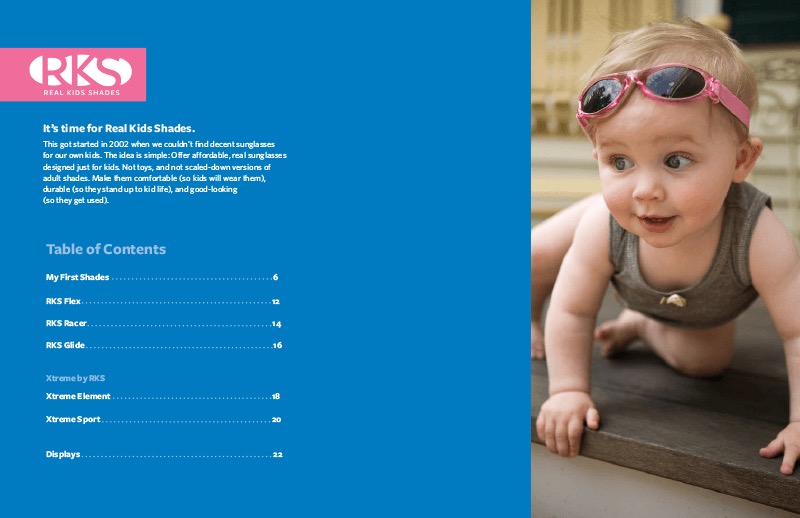 RKS
REAL KIDS SHADES
It's time for Real Kids Shades.
This got started in 2002 when we couldn't find decent sunglasses
for our own kids. The idea is simple: Offer affordable, real sunglasses
designed just for kids. Not toys, and not scaled-down versions of
adult shades. Make them comfortable (so kids will wear them),
durable (so they stand up to kid life), and good-looking
(so they get used).
Table of Contents
My First Shades 6
RKS Flex 12
RKS Racer 14
RKS Glide 16
Xtreme by RKS
Xtreme Element 18
Xtreme Sport 20
Displays 22